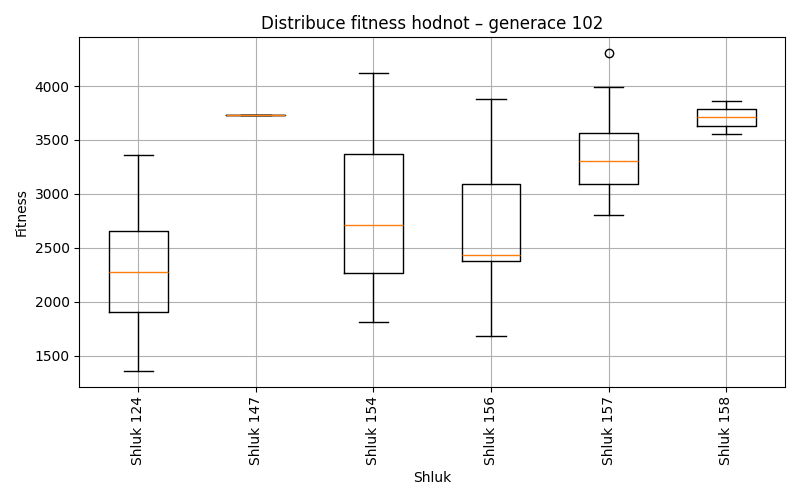 Distribuce fitness hodnot – generace 102
Fitness
4000
3500
3000
2500
2000
1500
Shluk 124
Shluk 147
Shluk 154
Shluk 156
Shluk 157
Shluk 158
Shluk